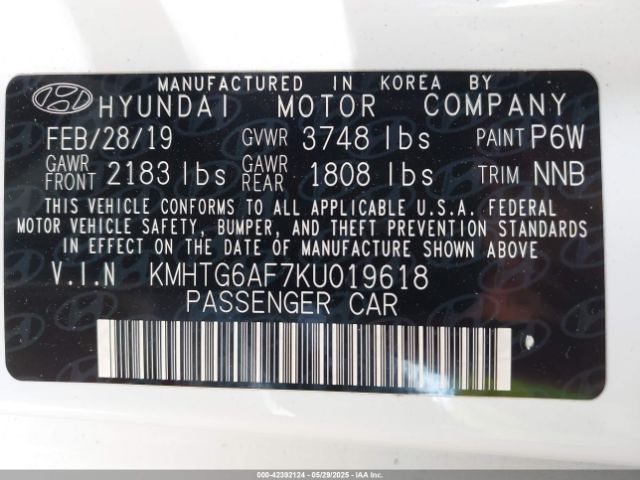 MANUFACTURED IN KOREA BY
HYUNDAI MOTOR COMPANY
FEB/28/19 GVWR 3748 lbs PAINT P6W
GAWR FRONT 2183 lbs GAWR REAR 1808 lbs TRIM NNB
THIS VEHICLE CONFORMS TO ALL APPLICABLE U.S.A. FEDERAL
MOTOR VEHICLE SAFETY, BUMPER, AND THEFT PREVENTION STANDARDS
IN EFFECT ON THE DATE OF MANUFACTURE SHOWN ABOVE.
V.I.N KMHTG6AF7KU019618
PASSENGER CAR
000-42392124 - 05/29/2025 - IAAI.com